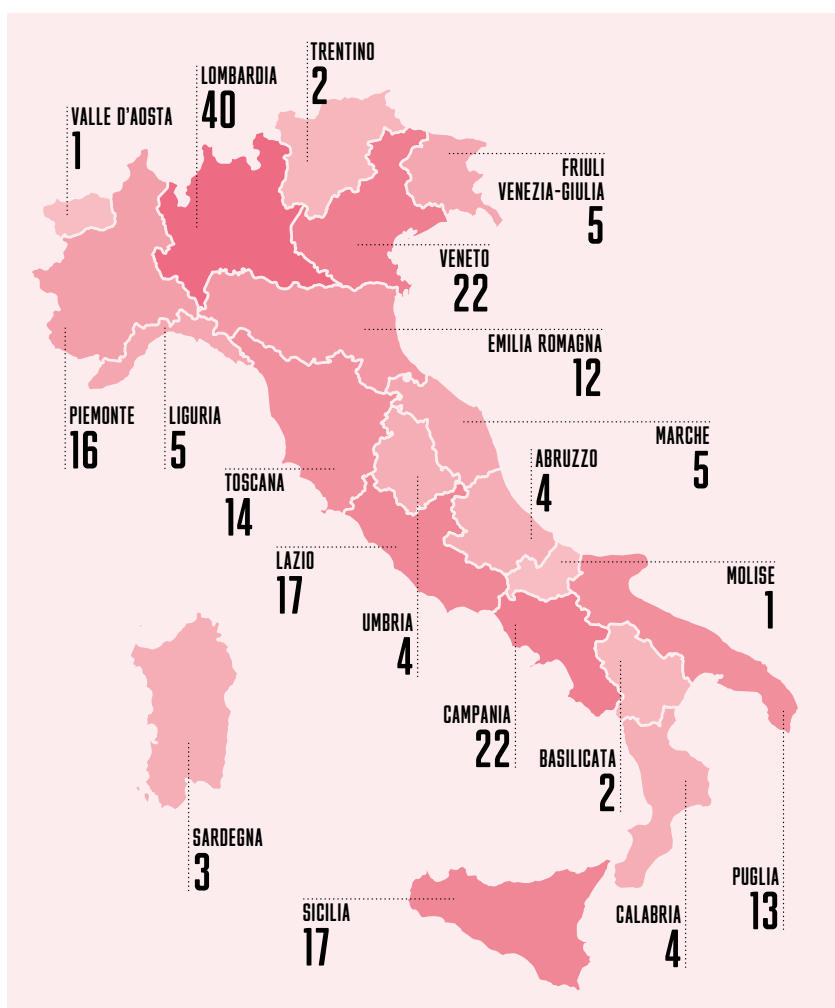 TRENTINO
2
LOMBARDIA
40
VALLE D'AOSTA
1
FRIULI
VENEZIA-GIULIA
5
VENETO
22
EMILIA ROMAGNA
12
PIEMONTE
16
LIGURIA
5
MARCHE
5
ABRUZZO
4
TOSCANA
14
LAZIO
17
MOLISE
1
UMBRIA
4
CAMPANIA
22
BASILICATA
2
SARDEGNA
3
PUGLIA
13
SICILIA
17
CALABRIA
4